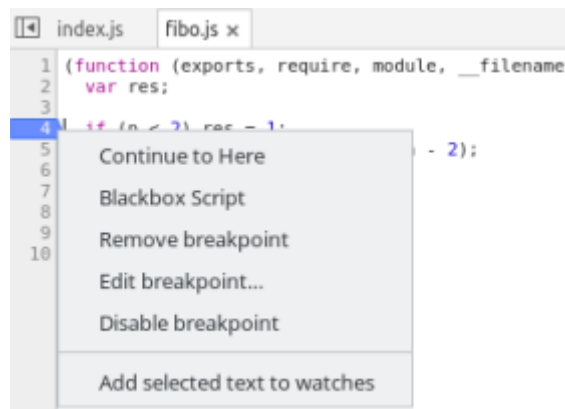 index.js fibo.js ×
1 (function (exports, require, module, __filename
2 var res;
3
4 if (n < 2) res = 1;
5 - 2);
6
7
8
9
10
Continue to Here
Blackbox Script
Remove breakpoint
Edit breakpoint...
Disable breakpoint
Add selected text to watches